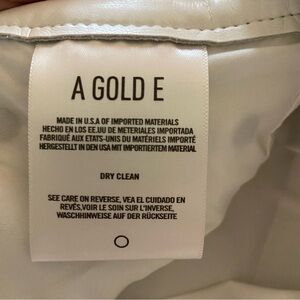 A GOLD E
MADE IN U.S.A OF IMPORTED MATERIALS
HECHO EN LOS EE.UU DE METERIALES IMPORTADA
FABRIQUÉ AUX ETATS-UNIS DU MATÉRIEL IMPORTÉ
HERGESTELLT IN DEN USA MIT IMPORTIERTEM MATERIAL
DRY CLEAN
SEE CARE ON REVERSE, VEA EL CUIDADO EN
REVÉS,VOIR LE SOIN SUR L'INVERSE,
WASCHHINWEISE AUF DER RÜCKSEITE